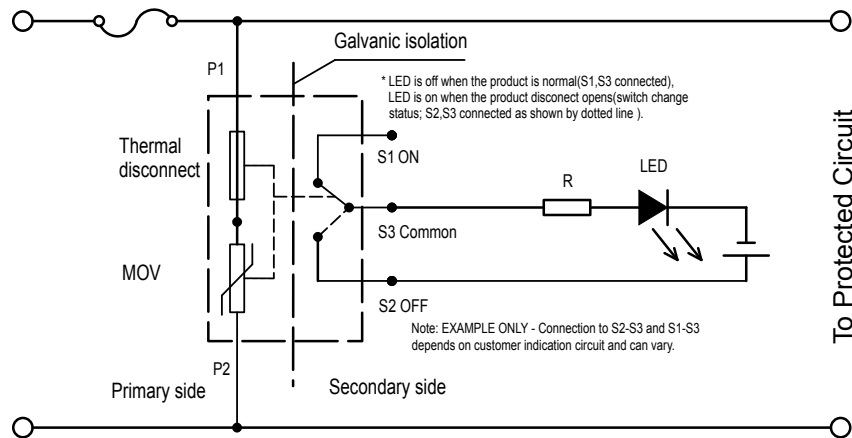 Galvanic isolation
P1
* LED is off when the product is normal(S1,S3 connected),
LED is on when the product disconect opens(switch change
status; S2,S3 connected as shown by dotted line ).
Thermal
disconnect
S1 ON
R
LED
S3 Common
MOV
S2 OFF
Note: EXAMPLE ONLY - Connection to S2-S3 and S1-S3
depends on customer indication circuit and can vary.
P2
Primary side
Secondary side
To Protected Circuit